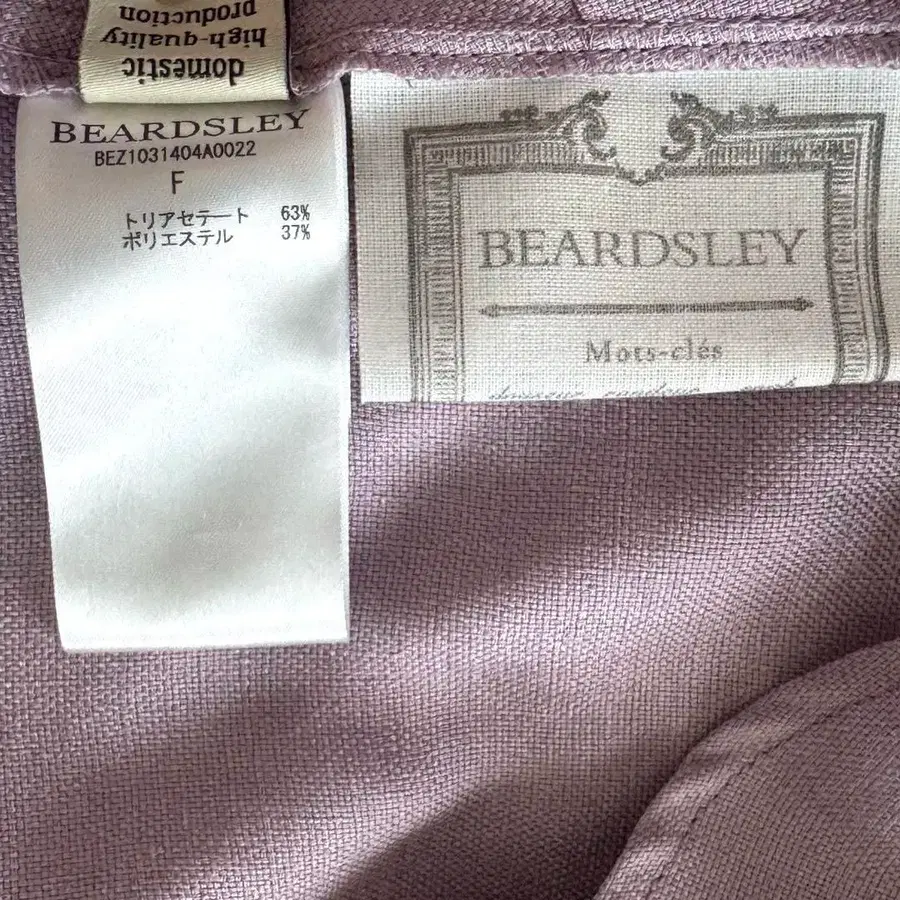 domestic
high-quality
production
BEARDSLEY
BEZ1031404A0022
F
トリアセテート 63%
ポリエステル 37%
BEARDSLEY
Mots-clés